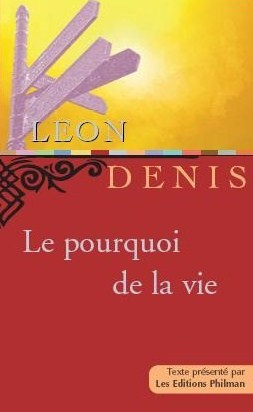 LEON
DENIS
Le pourquoi
de la vie
Texte présenté par
Les Editions Philman